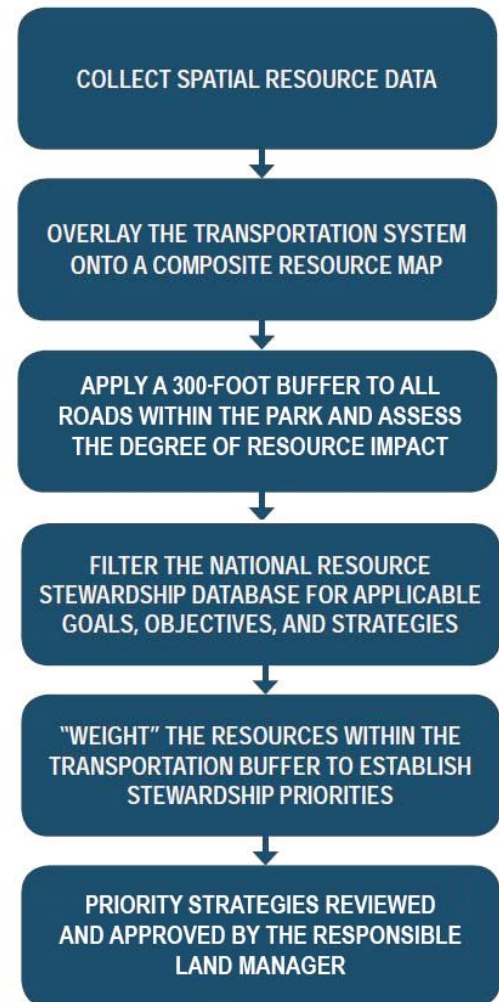 COLLECT SPATIAL RESOURCE DATA
OVERLAY THE TRANSPORTATION SYSTEM
ONTO A COMPOSITE RESOURCE MAP
APPLY A 300-FOOT BUFFER TO ALL
ROADS WITHIN THE PARK AND ASSESS
THE DEGREE OF RESOURCE IMPACT
FILTER THE NATIONAL RESOURCE
STEWARDSHIP DATABASE FOR APPLICABLE
GOALS, OBJECTIVES, AND STRATEGIES
“WEIGHT” THE RESOURCES WITHIN THE
TRANSPORTATION BUFFER TO ESTABLISH
STEWARDSHIP PRIORITIES
PRIORITY STRATEGIES REVIEWED
AND APPROVED BY THE RESPONSIBLE
LAND MANAGER